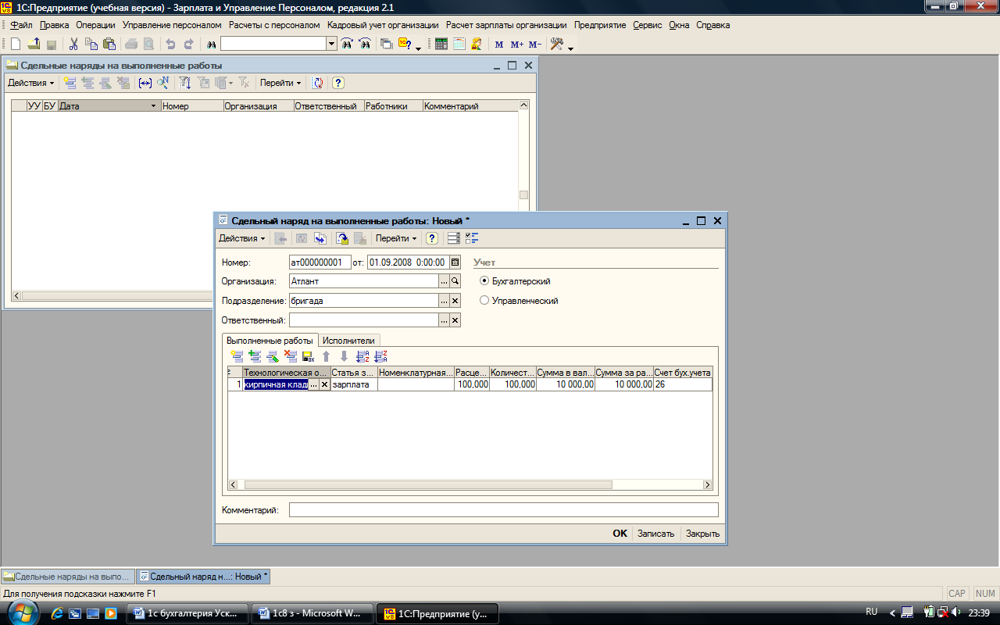 1С:Предприятие (учебная версия) - Зарплата и Управление Персоналом, редакция 2.1
Файл Правка Операции Управление персоналом Расчеты с персоналом Кадровый учет организации Расчет зарплаты организации Предприятие Сервис Окна Справка
M M+ M-
Сдельные наряды на выполненные работы
Действия Перейти
УУ БУ Дата Номер Организация Ответственный Работники Комментарий
Сдельный наряд на выполненные работы: Новый *
Действия Перейти
Номер: ат000000001 от: 01.09.2008 0:00:00 Учет
Организация: Атлант ... Бухгалтерский
Подразделение: бригада ... Управленческий
Ответственный: ...
Выполненные работы Исполнители
Технологическая о... Статья з... Номенклатурная... Расце... Количест... Сумма в вал... Сумма за ра... Счет бух.учета
1 кирпичная клад ... зарплата 100,000 100,000 10 000,00 10 000,00 26
Комментарий:
OK Записать Закрыть
Сдельные наряды на выпо... Сдельный наряд н...: Новый *
Для получения подсказки нажмите F1 CAP NUM
1с бухгалтерия Уск... 1с8 з - Microsoft W... 1С:Предприятие (у... RU 23:39